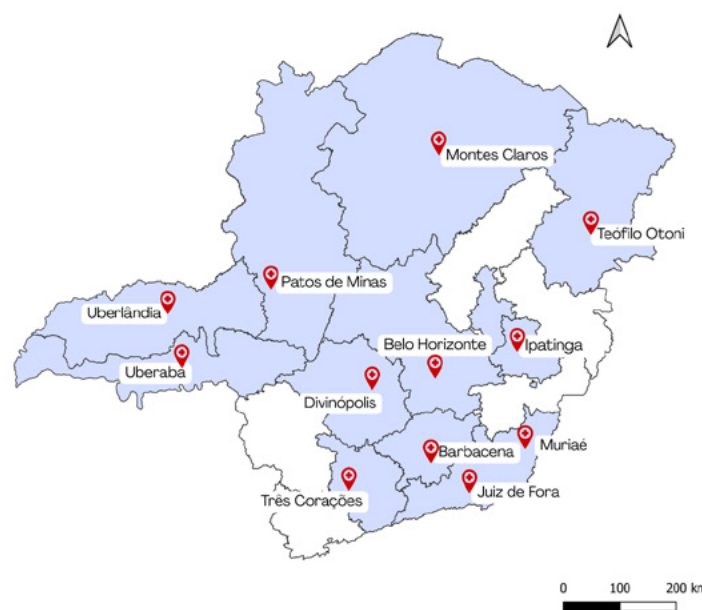 Montes Claros
Teófilo Otoni
Patos de Minas
Uberlândia
Belo Horizonte
Ipatinga
Uberaba
Divinópolis
Muriaé
Barbacena
Três Corações
Juiz de Fora
0 100 200 km